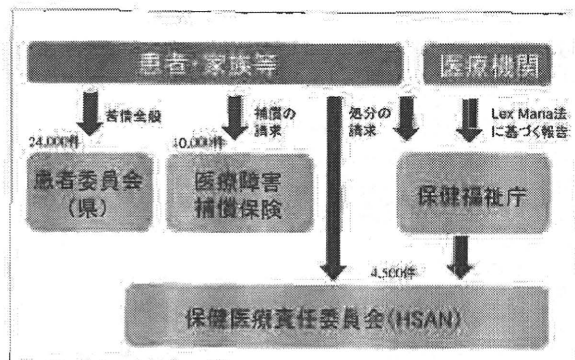 患者・家族等
医療機関
苦情全般
補償の
請求
処分の
請求
Lex Maria法
に基づく報告
24,000件
10,000件
患者委員会
(県)
医療障害
補償保険
保健福祉庁
4,500件
保健医療責任委員会(HSAN)